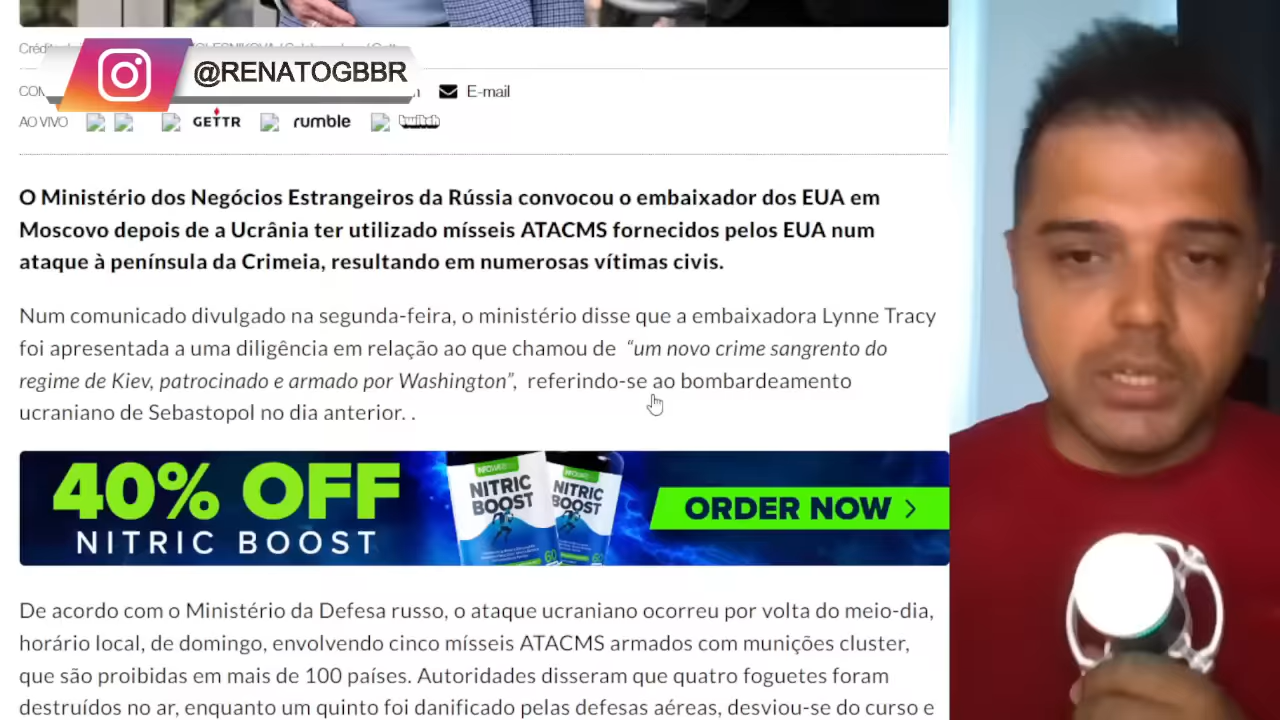 @RENATOGBBR
E-mail
AO VIVO GETTR rumble twitch
O Ministério dos Negócios Estrangeiros da Rússia convocou o embaixador dos EUA em
Moscovo depois de a Ucrânia ter utilizado mísseis ATACMS fornecidos pelos EUA num
ataque à península da Crimeia, resultando em numerosas vítimas civis.
Num comunicado divulgado na segunda-feira, o ministério disse que a embaixadora Lynne Tracy
foi apresentada a uma diligência em relação ao que chamou de “um novo crime sangrento do
regime de Kiev, patrocinado e armado por Washington”, referindo-se ao bombardeamento
ucraniano de Sebastopol no dia anterior. .
40% OFF
NITRIC BOOST
NITRIC
BOOST
NITRIC
BOOST
60
60
ORDER NOW >
De acordo com o Ministério da Defesa russo, o ataque ucraniano ocorreu por volta do meio-dia,
horário local, de domingo, envolvendo cinco mísseis ATACMS armados com munições cluster,
que são proibidas em mais de 100 países. Autoridades disseram que quatro foguetes foram
destruídos no ar, enquanto um quinto foi danificado pelas defesas aéreas, desviou-se do curso e